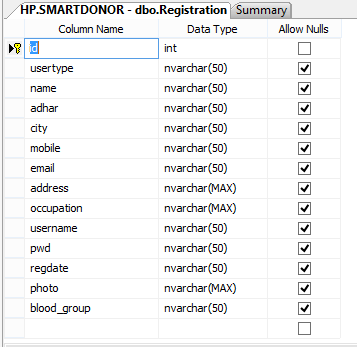 HP.SMARTDONOR - dbo.Registration Summary
Column Name Data Type Allow Nulls
id int
usertype nvarchar(50)
name nvarchar(50)
adhar nvarchar(50)
city nvarchar(50)
mobile nvarchar(50)
email nvarchar(50)
address nvarchar(MAX)
occupation nvarchar(MAX)
username nvarchar(50)
pwd nvarchar(50)
regdate nvarchar(50)
photo nvarchar(MAX)
blood_group nvarchar(50)